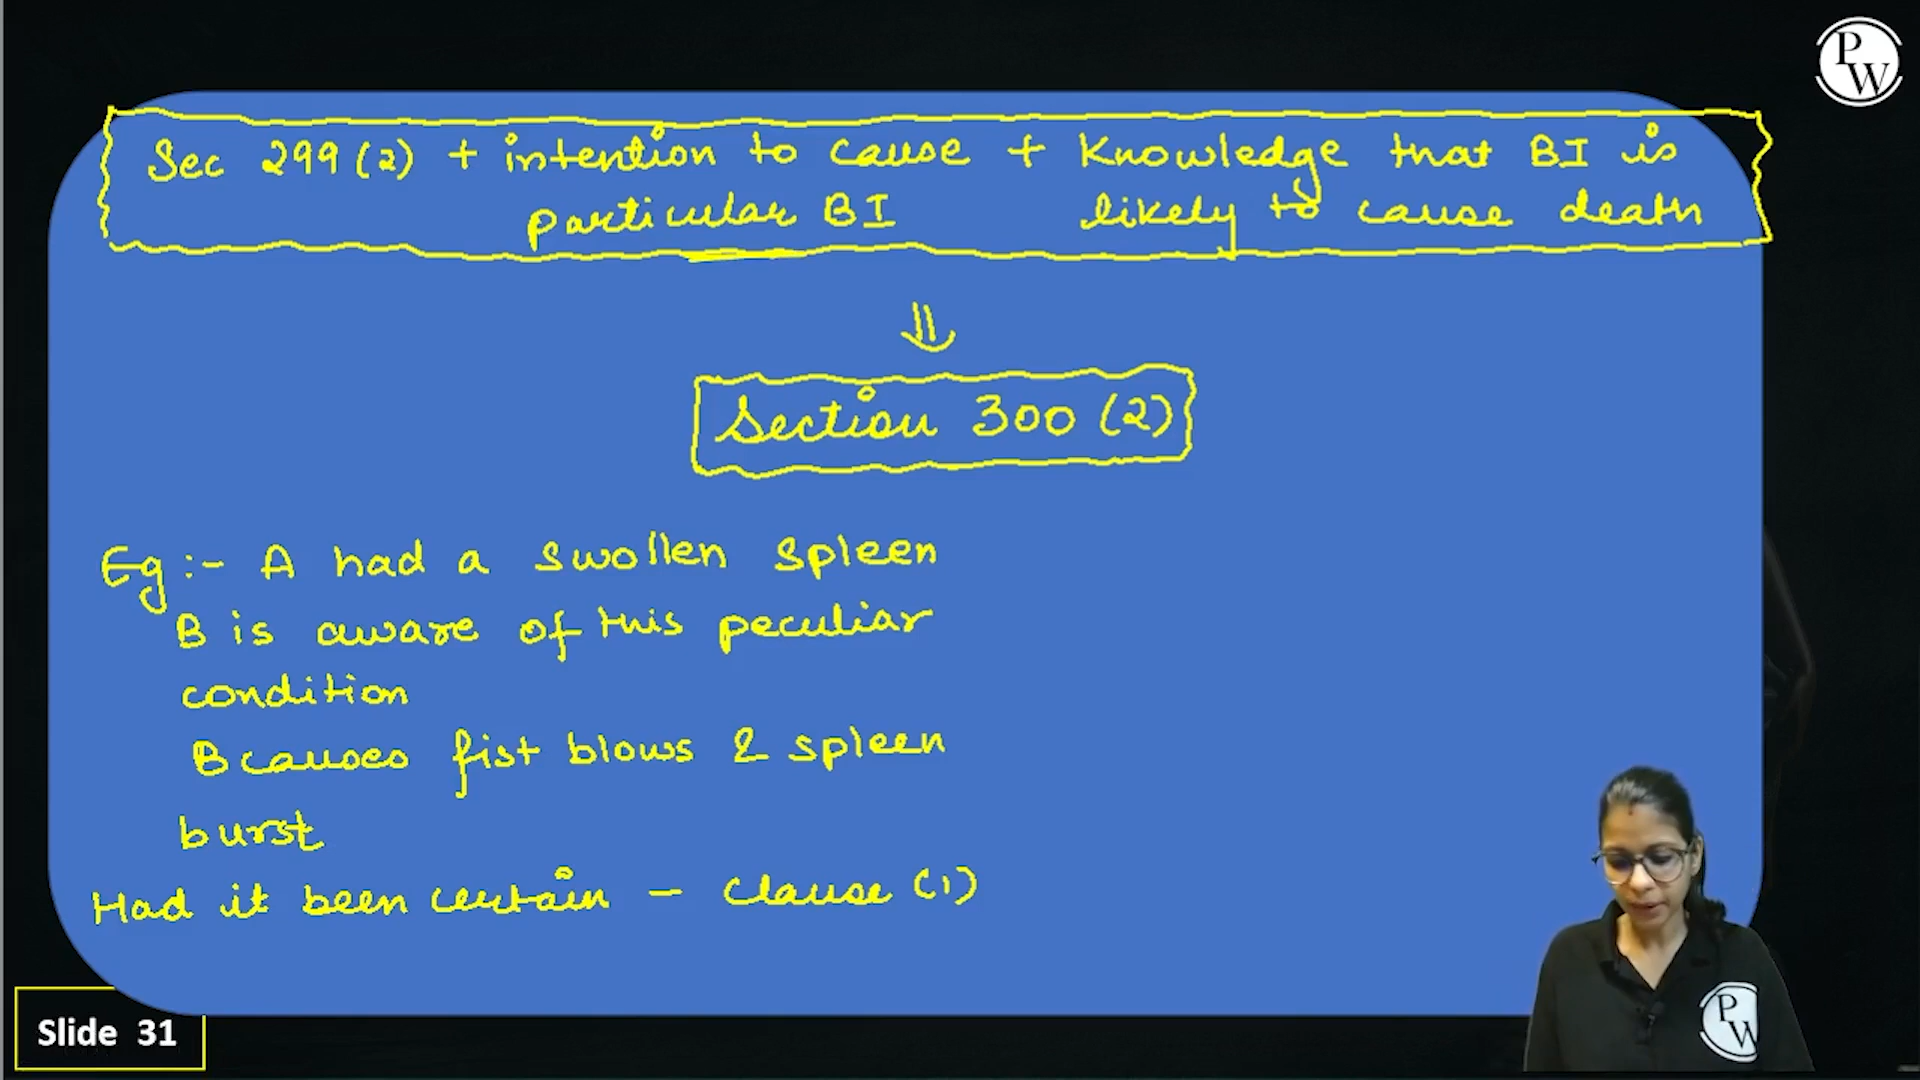 PW
Sec 299 (2) + intention to cause + Knowledge that BI is
particular BI likely to cause death
⇓
Section 300 (2)
Eg :- A had a swollen spleen
B is aware of this peculiar
condition
B causes fist blows & spleen
burst
Had it been certain - Clause (1)
PW
Slide 31